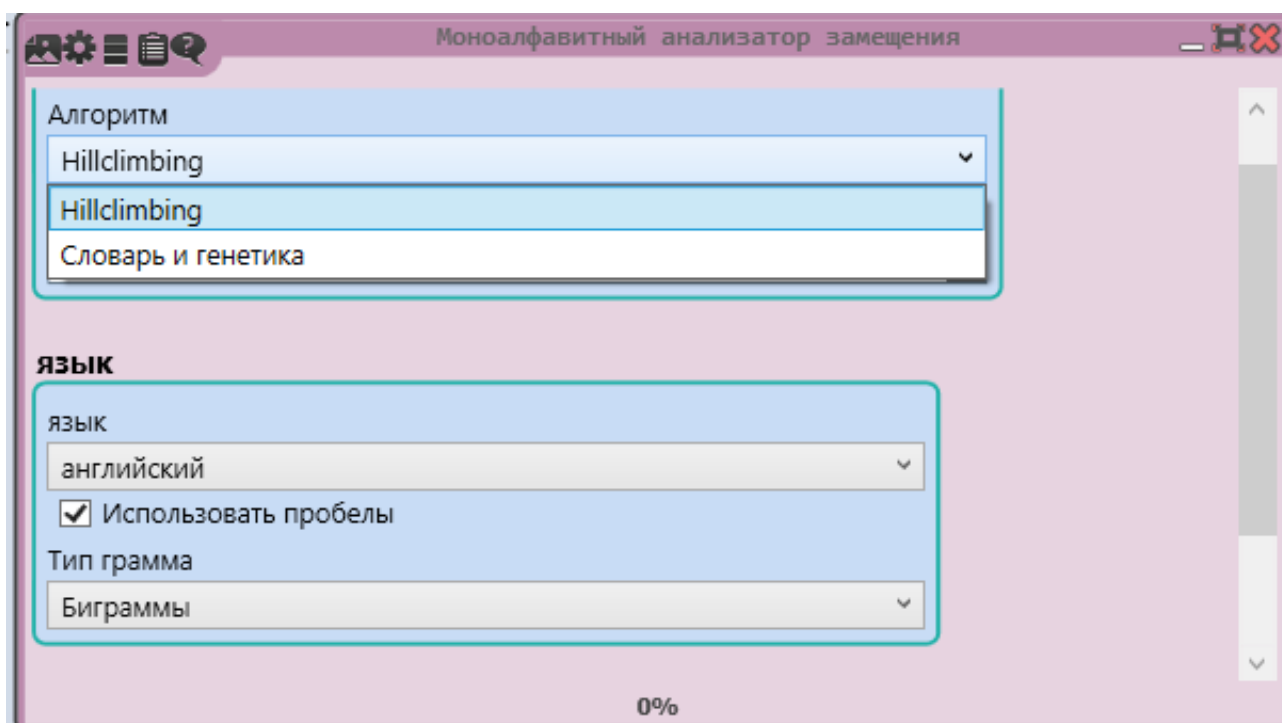 Моноалфавитный анализатор замещения
Алгоритм
Hillclimbing
Hillclimbing
Словарь и генетика
язык
язык
английский
Использовать пробелы
Тип грамма
Биграммы
0%